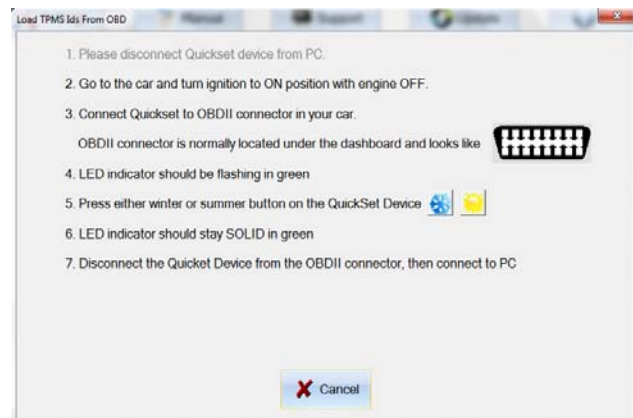 Load TPMS Ids From OBD
Manual
Support
Update
1. Please disconnect Quickset device from PC.
2. Go to the car and turn ignition to ON position with engine OFF.
3. Connect Quickset to OBDII connector in your car.
OBDII connector is normally located under the dashboard and looks like
4. LED indicator should be flashing in green
5. Press either winter or summer button on the QuickSet Device
6. LED indicator should stay SOLID in green
7. Disconnect the Quicket Device from the OBDII connector, then connect to PC
Cancel